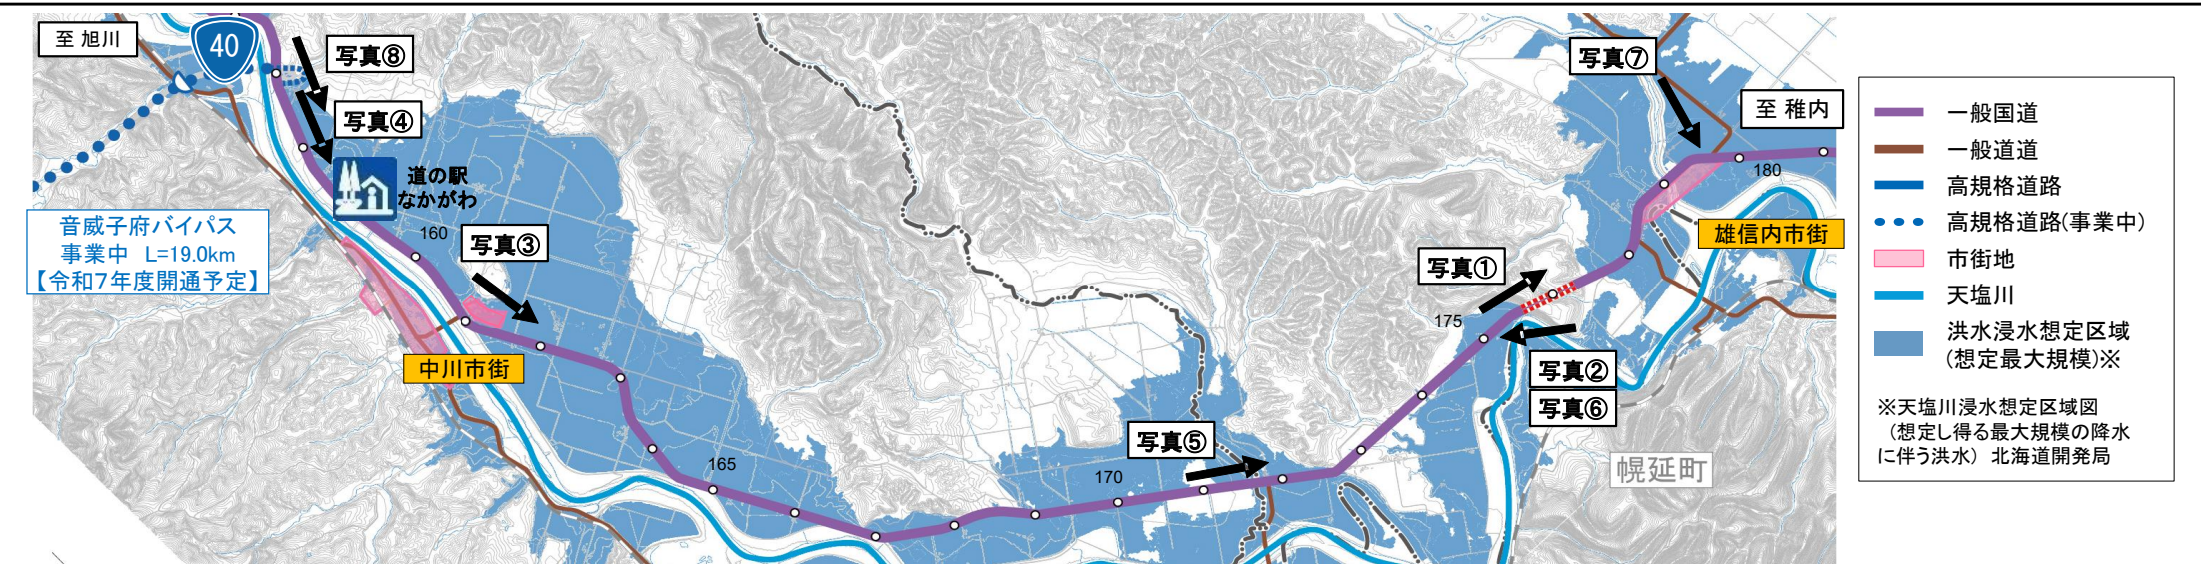 至 旭川
40
写真⑧
写真④
道の駅
なかがわ
音威子府バイパス
事業中 L=19.0km
【令和7年度開通予定】
160
写真③
中川市街
165
写真⑤
170
写真①
175
写真②
写真⑥
写真⑦
至 稚内
180
雄信内市街
幌延町
一般国道
一般道道
高規格道路
高規格道路(事業中)
市街地
天塩川
洪水浸水想定区域
(想定最大規模)※
※天塩川浸水想定区域図
(想定し得る最大規模の降水
に伴う洪水) 北海道開発局